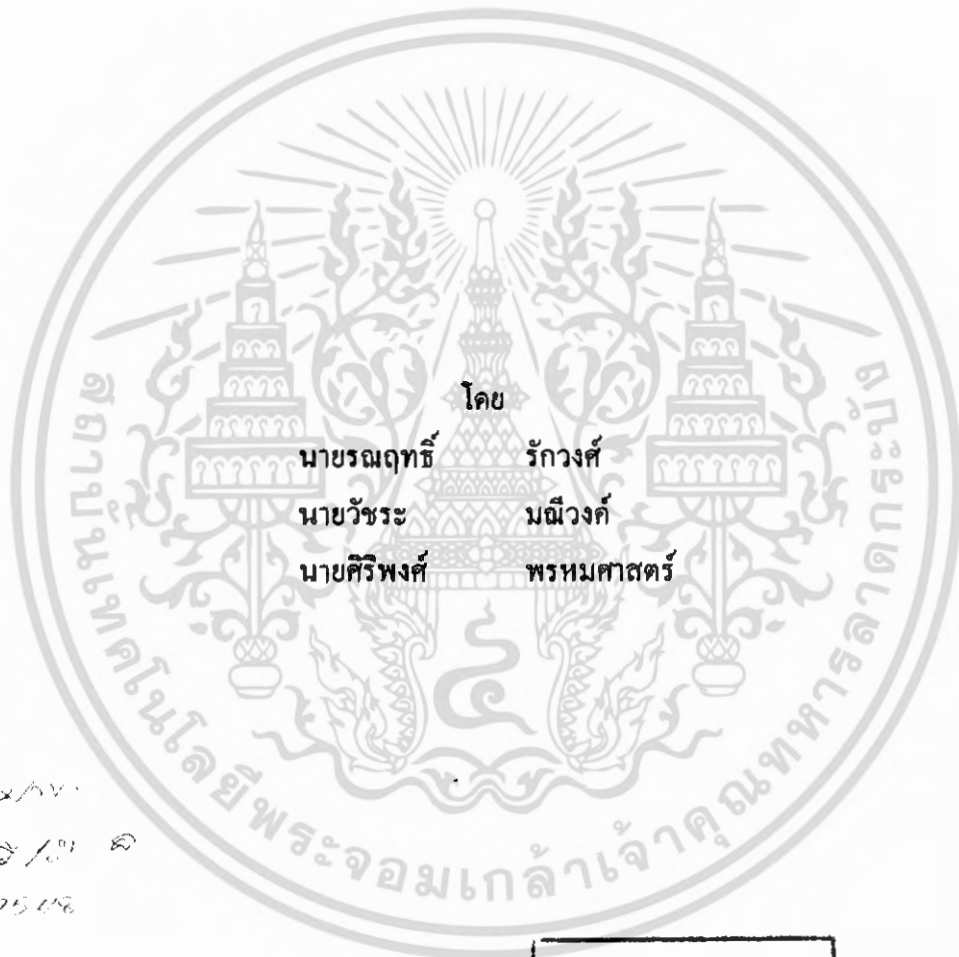 โดย
นายรณฤทธิ์ รักวงศ์
นายวัชระ มณีวงค์
นายศิริพงศ์ พรหมศาสตร์
สถาบันเทคโนโลยีพระจอมเกล้าเจ้าคุณทหารลาดกระบัง
๔